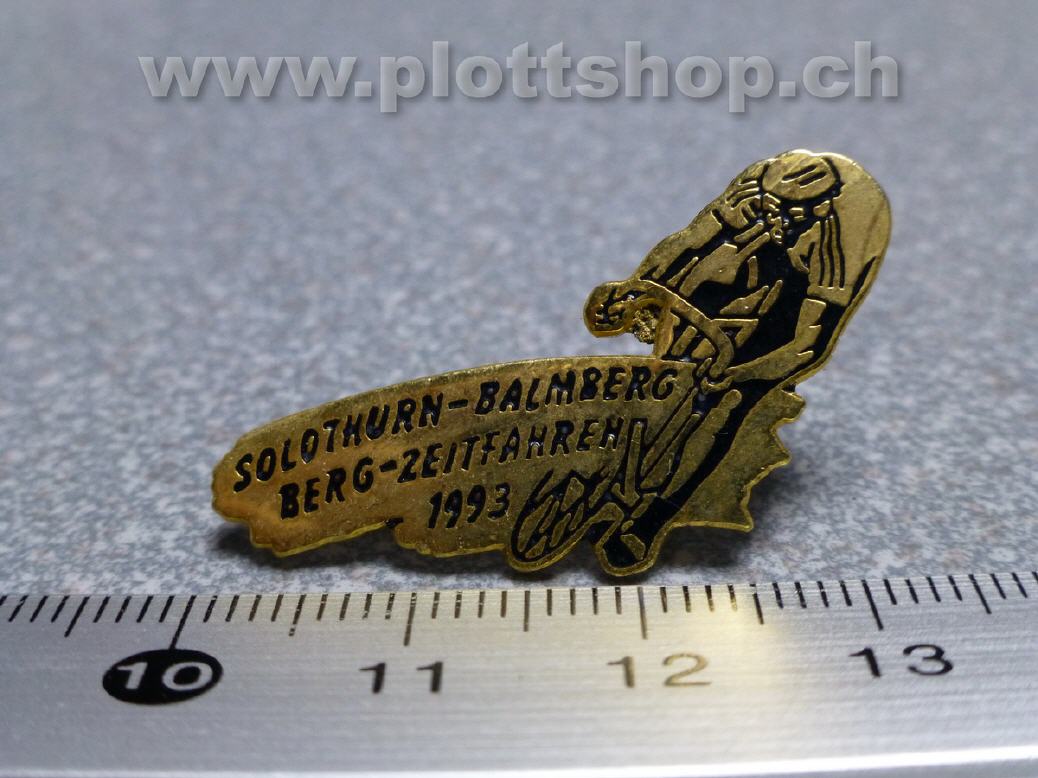 www.plottshop.ch
SOLOTHURN-BALMBERG
BERG-ZEITFAHREN
1993
10 11 12 13